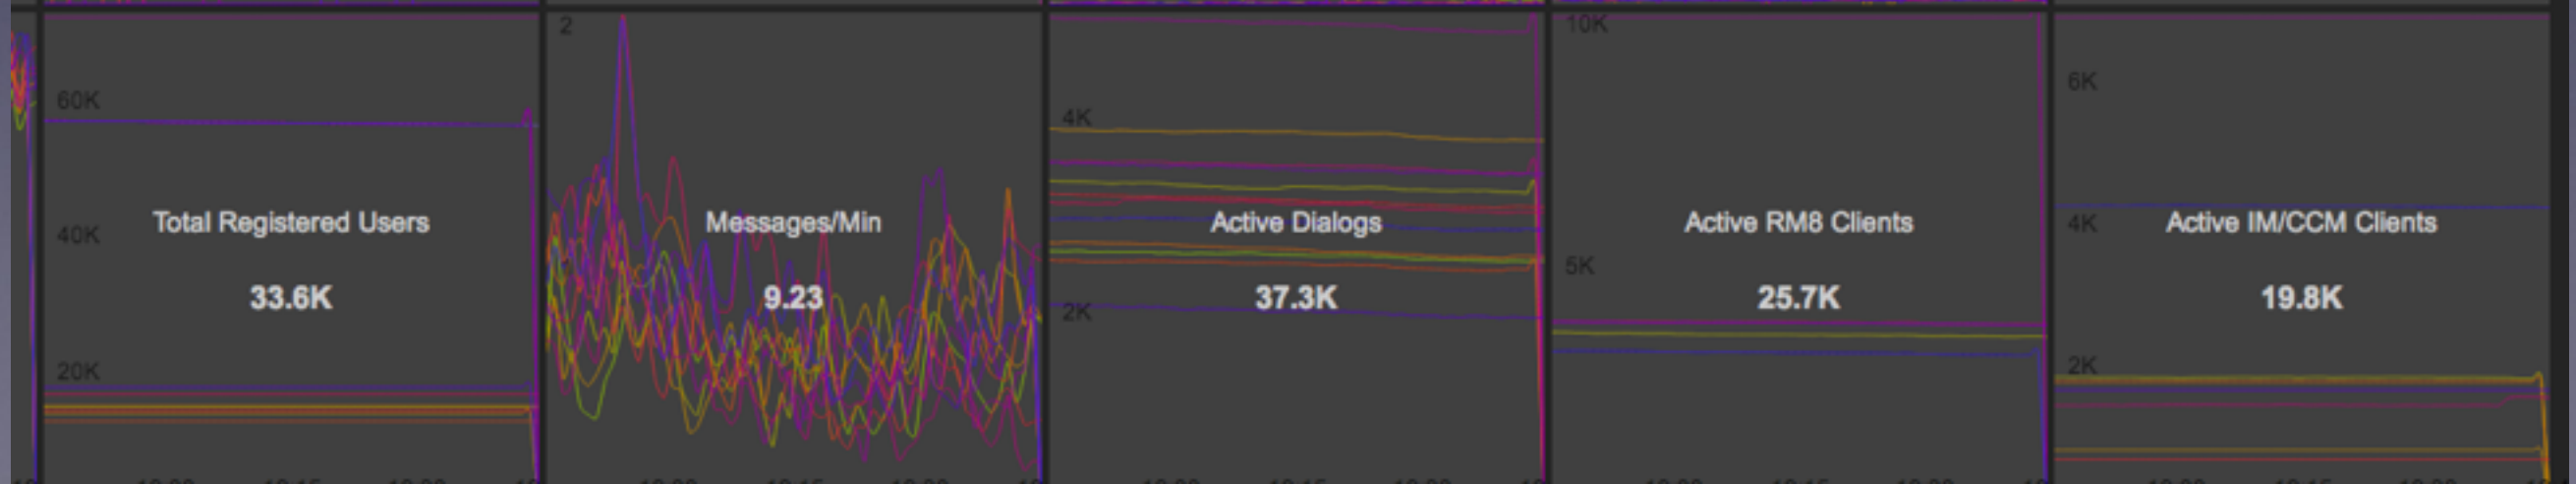 60K
40K
20K
Total Registered Users
33.6K
2
Messages/Min
9.23
4K
2K
Active Dialogs
37.3K
10K
5K
Active RM8 Clients
25.7K
6K
4K
2K
Active IM/CCM Clients
19.8K